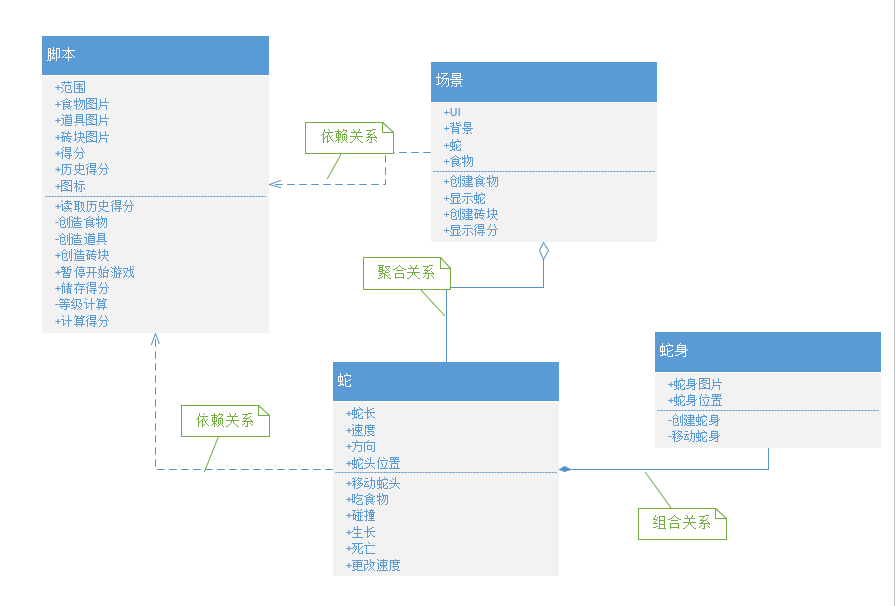 脚本
+范围
+食物图片
+道具图片
+砖块图片
+得分
+历史得分
+图标
+读取历史得分
-创造食物
-创造道具
+创造砖块
+暂停开始游戏
+储存得分
-等级计算
+计算得分
依赖关系
场景
+UI
+背景
+蛇
+食物
+创建食物
+显示蛇
+创建砖块
+显示得分
聚合关系
依赖关系
蛇
+蛇长
+速度
+方向
+蛇头位置
+移动蛇头
+吃食物
+碰撞
+生长
+死亡
+更改速度
蛇身
+蛇身图片
+蛇身位置
-创建蛇身
-移动蛇身
组合关系